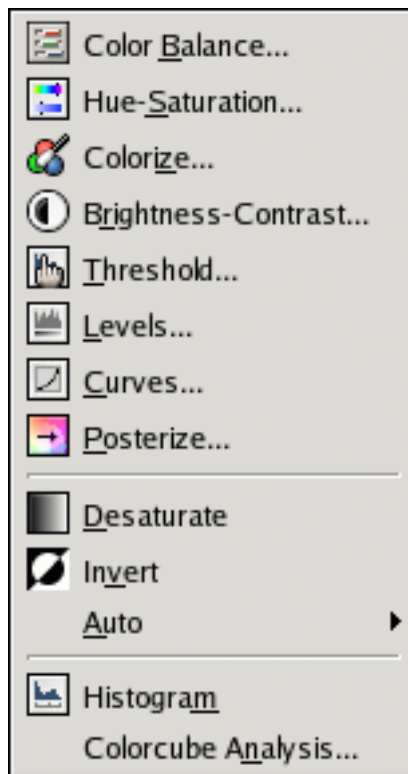 Color Balance...
Hue-Saturation...
Colorize...
Brightness-Contrast...
Threshold...
Levels...
Curves...
Posterize...
Desaturate
Invert
Auto
Histogram
Colorcube Analysis...